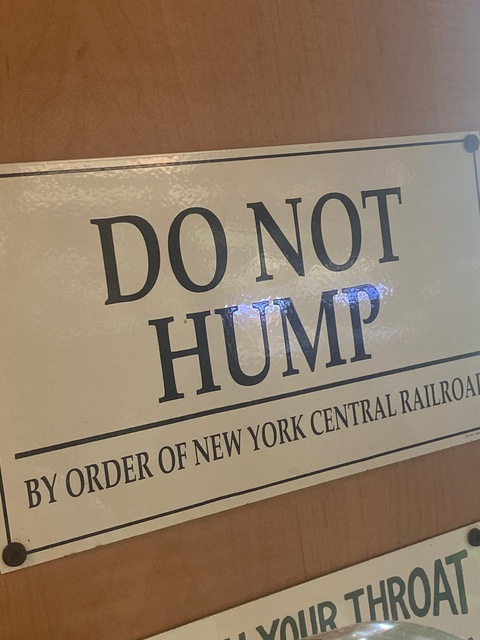 DO NOT
HUMP
BY ORDER OF NEW YORK CENTRAL RAILROAD
YOUR THROAT